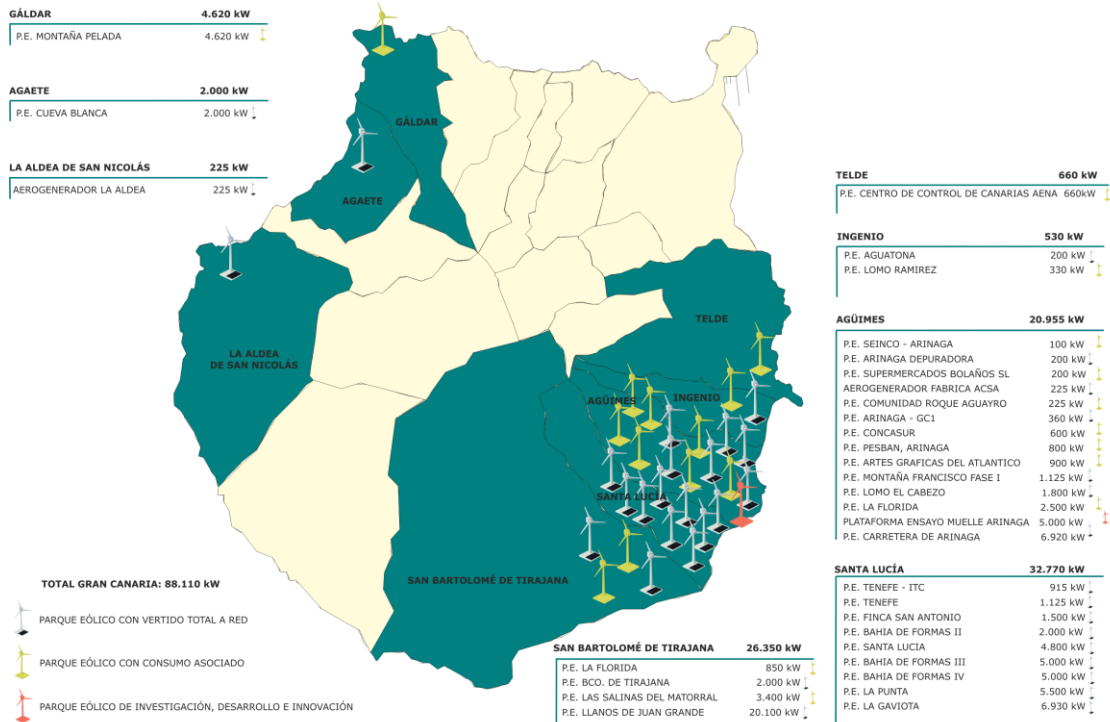 GÁLDAR 4.620 kW
P.E. MONTAÑA PELADA 4.620 kW
AGAETE 2.000 kW
P.E. CUEVA BLANCA 2.000 kW
LA ALDEA DE SAN NICOLÁS 225 kW
AEROGENERADOR LA ALDEA 225 kW
GÁLDAR
AGAETE
LA ALDEA
DE SAN NICOLÁS
TELDE
AGÜIMES
INGENIO
SANTA LUCÍA
SAN BARTOLOMÉ DE TIRAJANA
TELDE 660 kW
P.E. CENTRO DE CONTROL DE CANARIAS AENA 660kW
INGENIO 530 kW
P.E. AGUATONA 200 kW
P.E. LOMO RAMIREZ 330 kW
AGÜIMES 20.955 kW
P.E. SEINCO - ARINAGA 100 kW
P.E. ARINAGA DEPURADORA 200 kW
P.E. SUPERMERCADOS BOLAÑOS SL 200 kW
AEROGENERADOR FABRICA ACSA 225 kW
P.E. COMUNIDAD ROQUE AGUAYRO 225 kW
P.E. ARINAGA - GC1 360 kW
P.E. CONCASUR 600 kW
P.E. PESBAN, ARINAGA 800 kW
P.E. ARTES GRAFICAS DEL ATLANTICO 900 kW
P.E. MONTAÑA FRANCISCO FASE I 1.125 kW
P.E. LOMO EL CABEZO 1.800 kW
P.E. LA FLORIDA 2.500 kW
PLATAFORMA ENSAYO MUELLE ARINAGA 5.000 kW
P.E. CARRETERA DE ARINAGA 6.920 kW
SANTA LUCÍA 32.770 kW
P.E. TENEFE - ITC 915 kW
P.E. TENEFE 1.125 kW
P.E. FINCA SAN ANTONIO 1.500 kW
P.E. BAHIA DE FORMAS II 2.000 kW
P.E. SANTA LUCIA 4.800 kW
P.E. BAHIA DE FORMAS III 5.000 kW
P.E. BAHIA DE FORMAS IV 5.000 kW
P.E. LA PUNTA 5.500 kW
P.E. LA GAVIOTA 6.930 kW
SAN BARTOLOMÉ DE TIRAJANA 26.350 kW
P.E. LA FLORIDA 850 kW
P.E. BCO. DE TIRAJANA 2.000 kW
P.E. LAS SALINAS DEL MATORRAL 3.400 kW
P.E. LLANOS DE JUAN GRANDE 20.100 kW
TOTAL GRAN CANARIA: 88.110 kW
PARQUE EÓLICO CON VERTIDO TOTAL A RED
PARQUE EÓLICO CON CONSUMO ASOCIADO
PARQUE EÓLICO DE INVESTIGACIÓN, DESARROLLO E INNOVACIÓN